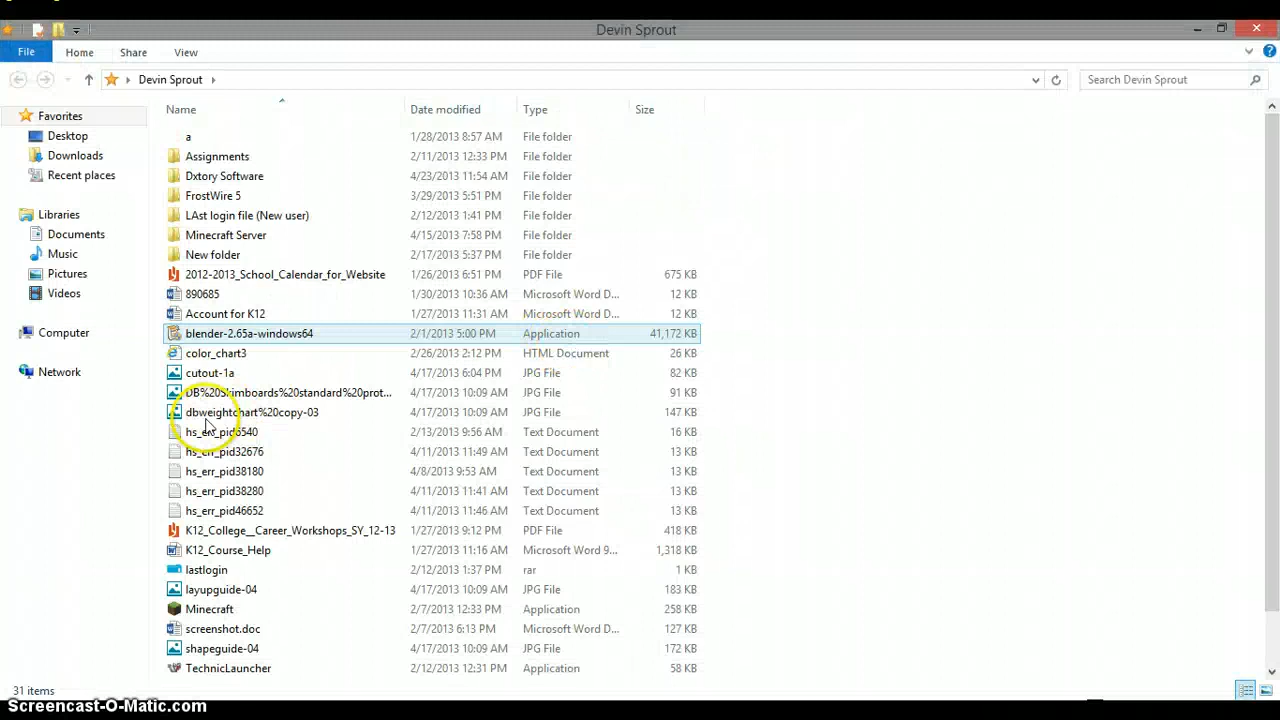 Devin Sprout
File Home Share View
Devin Sprout Search Devin Sprout
Name Date modified Type Size
Favorites
Desktop
Downloads
Recent places
Libraries
Documents
Music
Pictures
Videos
Computer
Network
a 1/28/2013 8:57 AM File folder
Assignments 2/11/2013 12:33 PM File folder
Dxtory Software 4/23/2013 11:54 AM File folder
FrostWire 5 3/29/2013 5:51 PM File folder
LAst login file (New user) 2/12/2013 1:41 PM File folder
Minecraft Server 4/15/2013 7:58 PM File folder
New folder 2/17/2013 5:37 PM File folder
2012-2013_School_Calendar_for_Website 1/26/2013 6:51 PM PDF File 675 KB
890685 1/30/2013 10:36 AM Microsoft Word D... 12 KB
Account for K12 1/27/2013 11:31 AM Microsoft Word D... 12 KB
blender-2.65a-windows64 2/1/2013 5:00 PM Application 41,172 KB
color_chart3 2/26/2013 2:12 PM HTML Document 26 KB
cutout-1a 4/17/2013 6:04 PM JPG File 82 KB
DB%20Skimboards%20standard%20prot... 4/17/2013 10:09 AM JPG File 91 KB
dbweightchart%20copy-03 4/17/2013 10:09 AM JPG File 147 KB
2/13/2013 9:56 AM Text Document 16 KB
hs_err_pid32676 4/11/2013 11:49 AM Text Document 13 KB
hs_err_pid38180 4/8/2013 9:53 AM Text Document 13 KB
hs_err_pid38280 4/11/2013 11:41 AM Text Document 13 KB
hs_err_pid46652 4/11/2013 11:46 AM Text Document 13 KB
K12_College__Career_Workshops_SY_12-13 1/27/2013 9:12 PM PDF File 418 KB
K12_Course_Help 1/27/2013 11:16 AM Microsoft Word 9... 1,318 KB
lastlogin 2/12/2013 1:37 PM rar 1 KB
layupguide-04 4/17/2013 10:09 AM JPG File 183 KB
Minecraft 2/7/2013 12:33 PM Application 258 KB
screenshot.doc 2/7/2013 6:13 PM Microsoft Word D... 127 KB
shapeguide-04 4/17/2013 10:09 AM JPG File 172 KB
TechnicLauncher 2/12/2013 12:31 PM Application 58 KB
31 items
Screencast-O-Matic.com